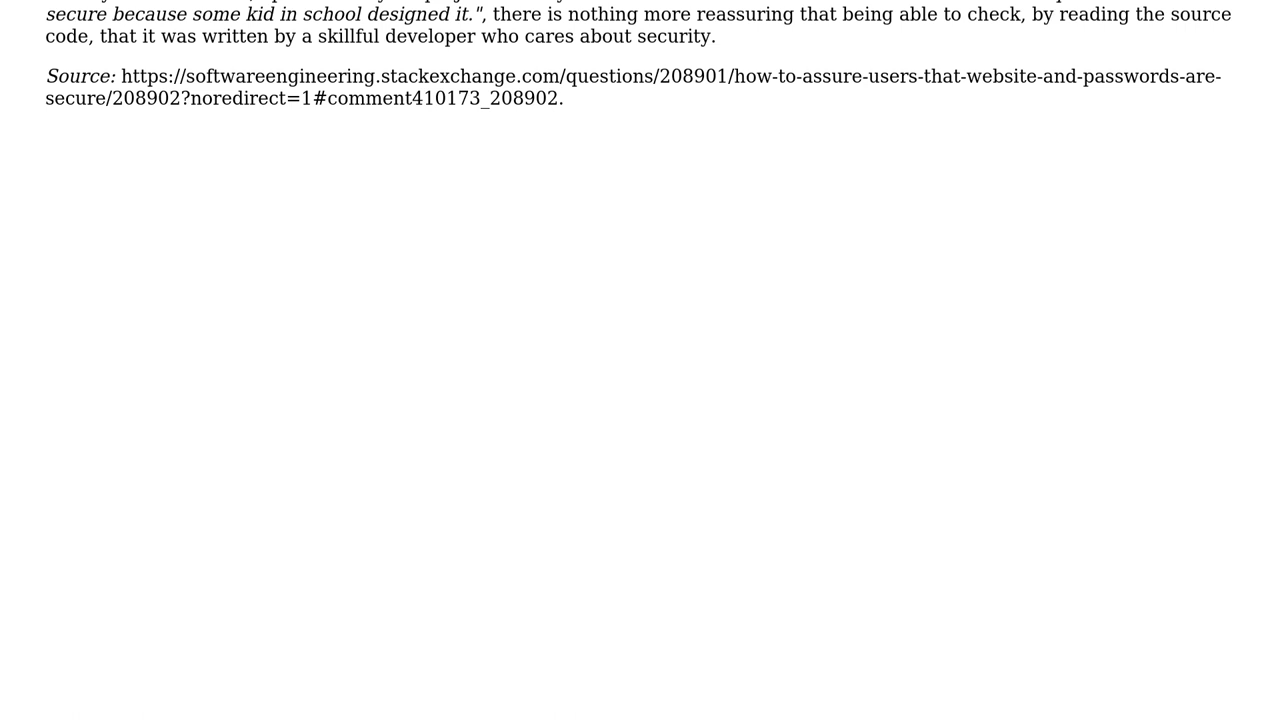 secure because some kid in school designed it.", there is nothing more reassuring that being able to check, by reading the source
code, that it was written by a skillful developer who cares about security.
Source: https://softwareengineering.stackexchange.com/questions/208901/how-to-assure-users-that-website-and-passwords-are-
secure/208902?noredirect=1#comment410173_208902.